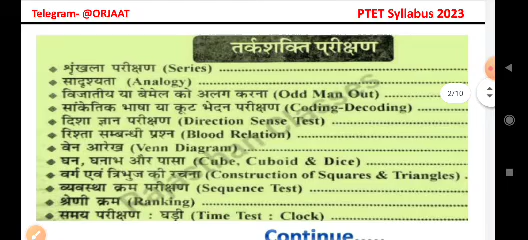 Telegram- @ORJAAT
PTET Syllabus 2023
तर्कशक्ति परीक्षण
शृंखला परीक्षण (Series)
सादृश्यता (Analogy)
विजातीय या बेमेल को अलग करना (Odd Man Out)
2/10
सांकेतिक भाषा या कूट भेदन परीक्षण (Coding-Decoding)
दिशा ज्ञान परीक्षण (Direction Sense Test)
रिश्ता सम्बन्धी प्रश्न (Blood Relation)
वेन आरेख (Venn Diagram)
घन, घनाभ और पासा (Cube, Cuboid & Dice)
वर्ग एवं त्रिभुज की रचना (Construction of Squares & Triangles)
व्यवस्था क्रम परीक्षण (Sequence Test)
श्रेणी क्रम (Ranking)
समय परीक्षण : घड़ी (Time Test : Clock)
Continue.....